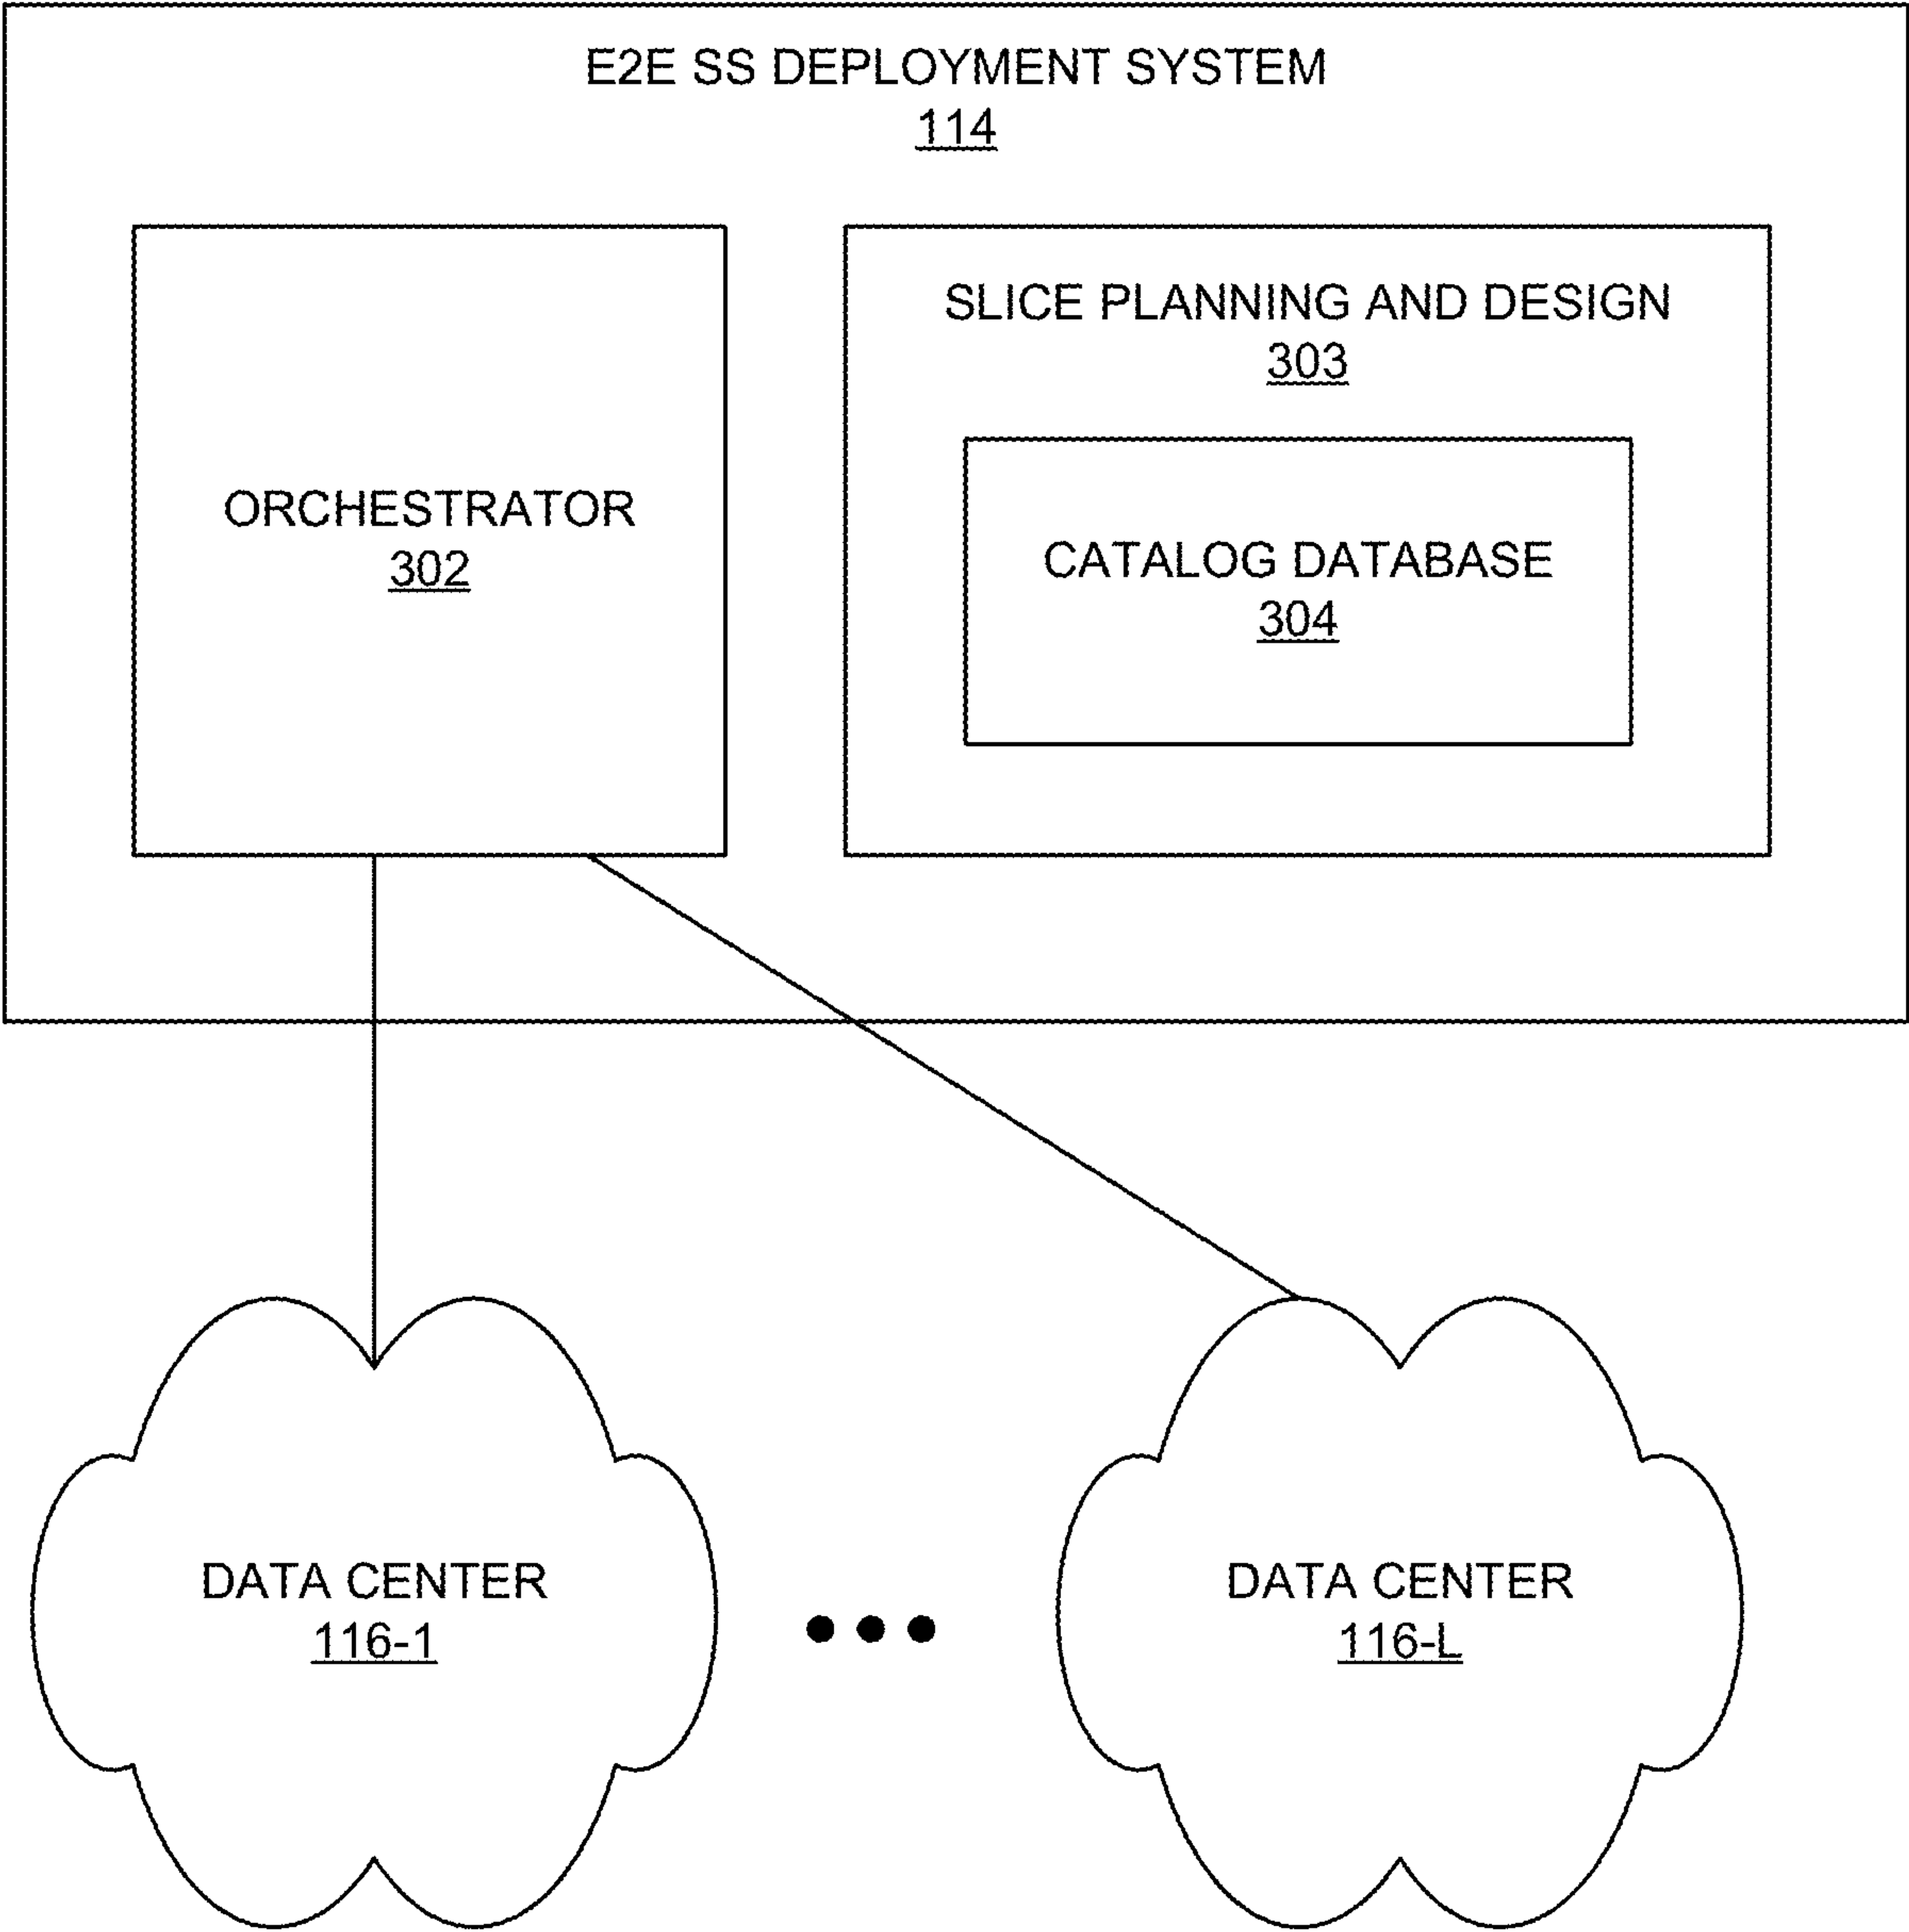 E2E SS DEPLOYMENT SYSTEM
114
ORCHESTRATOR
302
SLICE PLANNING AND DESIGN
303
CATALOG DATABASE
304
DATA CENTER
116-1
DATA CENTER
116-L